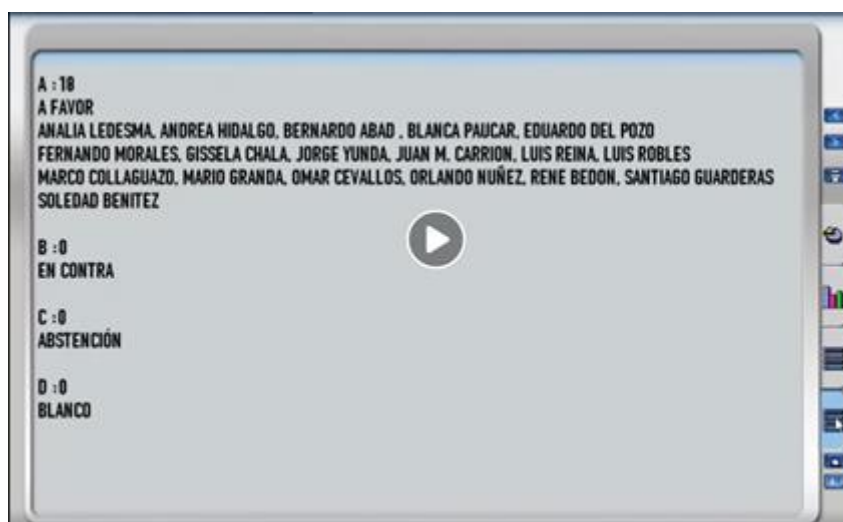 A :18
A FAVOR
ANALIA LEDESMA, ANDREA HIDALGO, BERNARDO ABAD , BLANCA PAUCAR, EDUARDO DEL POZO
FERNANDO MORALES, GISSELA CHALA, JORGE YUNDA, JUAN M. CARRION, LUIS REINA, LUIS ROBLES
MARCO COLLAGUAZO, MARIO GRANDA, OMAR CEVALLOS, ORLANDO NUÑEZ, RENE BEDON, SANTIAGO GUARDERAS
SOLEDAD BENITEZ
B :0
EN CONTRA
C :0
ABSTENCIÓN
D :0
BLANCO